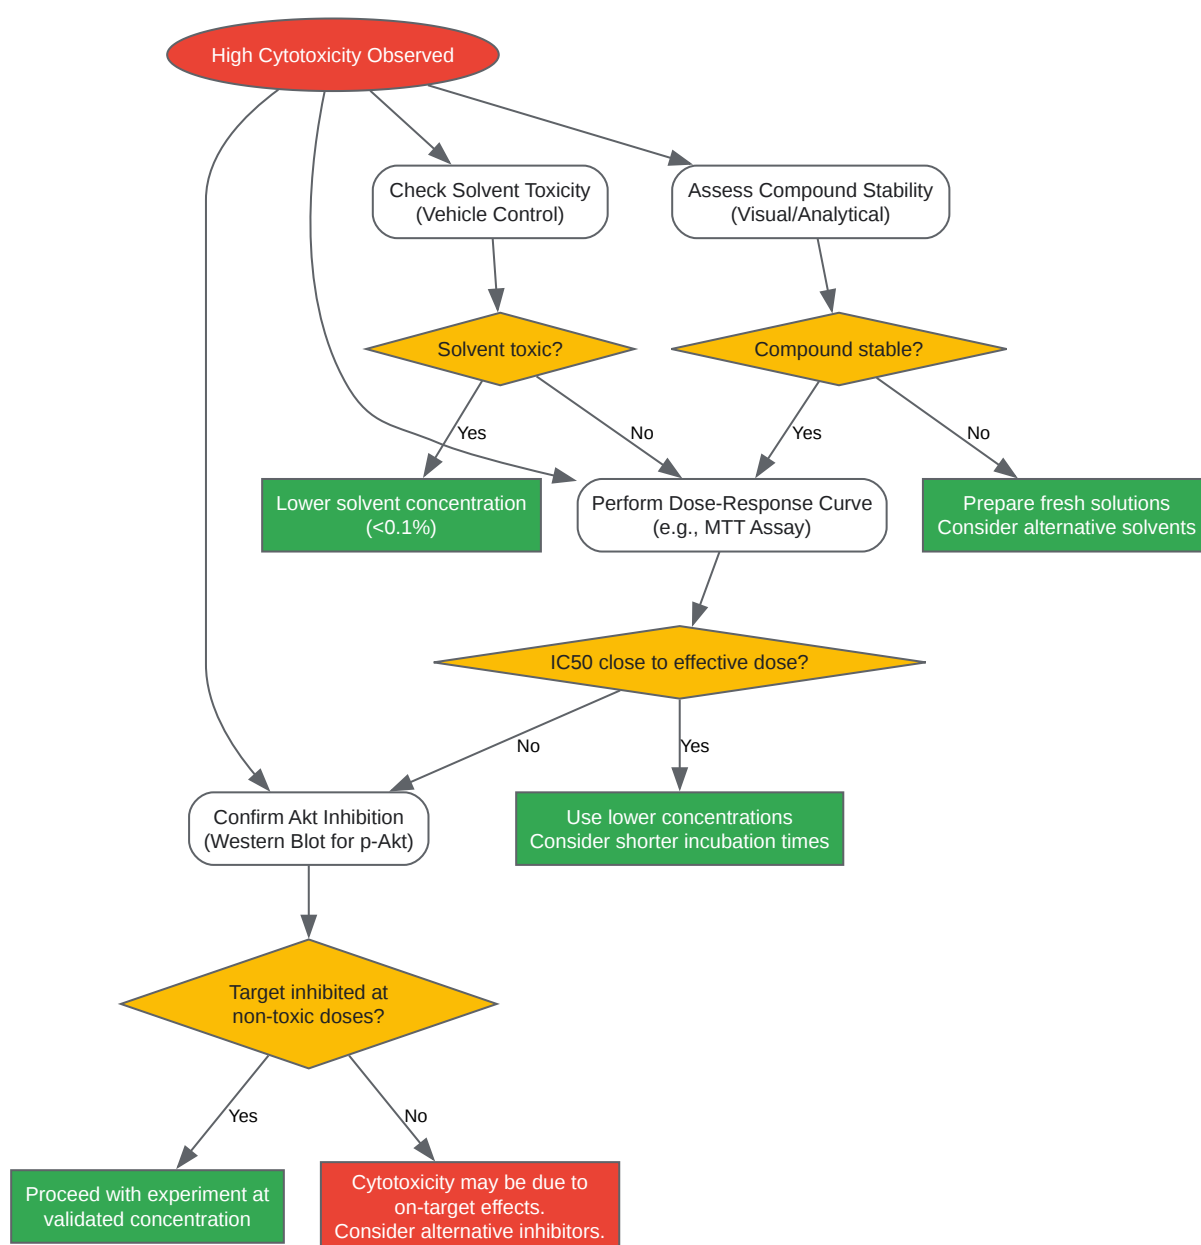 High Cytotoxicity Observed
Check Solvent Toxicity
(Vehicle Control)
Assess Compound Stability
(Visual/Analytical)
Solvent toxic?
Compound stable?
Yes
No
Yes
No
Lower solvent concentration
(<0.1%)
Perform Dose-Response Curve
(e.g., MTT Assay)
Prepare fresh solutions
Consider alternative solvents
IC50 close to effective dose?
No
Yes
Confirm Akt Inhibition
(Western Blot for p-Akt)
Use lower concentrations
Consider shorter incubation times
Target inhibited at
non-toxic doses?
Yes
No
Proceed with experiment at
validated concentration
Cytotoxicity may be due to
on-target effects.
Consider alternative inhibitors.